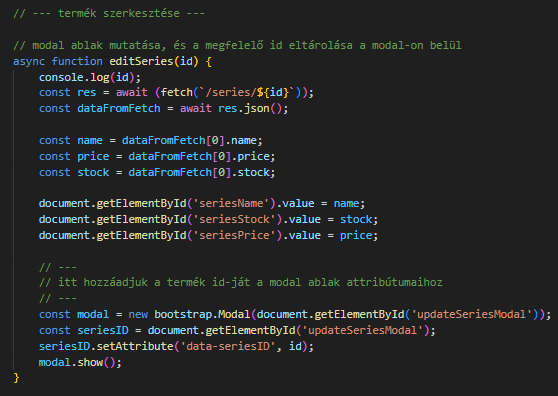 // --- termék szerkesztése ---
// modal ablak mutatása, és a megfelelő id eltárolása a modal-on belül
async function editSeries(id) {
console.log(id);
const res = await (fetch(`/series/${id}`));
const dataFromFetch = await res.json();
const name = dataFromFetch[0].name;
const price = dataFromFetch[0].price;
const stock = dataFromFetch[0].stock;
document.getElementById('seriesName').value = name;
document.getElementById('seriesStock').value = stock;
document.getElementById('seriesPrice').value = price;
// ---
// itt hozzáadjuk a termék id-ját a modal ablak attribútumaihoz
// ---
const modal = new bootstrap.Modal(document.getElementById('updateSeriesModal'));
const seriesID = document.getElementById('updateSeriesModal');
seriesID.setAttribute('data-seriesID', id);
modal.show();
}